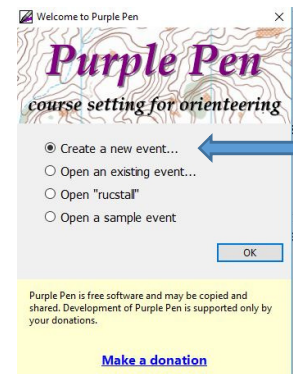 Welcome to Purple Pen
Purple Pen
course setting for orienteering
Create a new event...
Open an existing event...
Open "rucstall"
Open a sample event
OK
Purple Pen is free software and may be copied and
shared. Development of Purple Pen is supported only by
your donations.
Make a donation